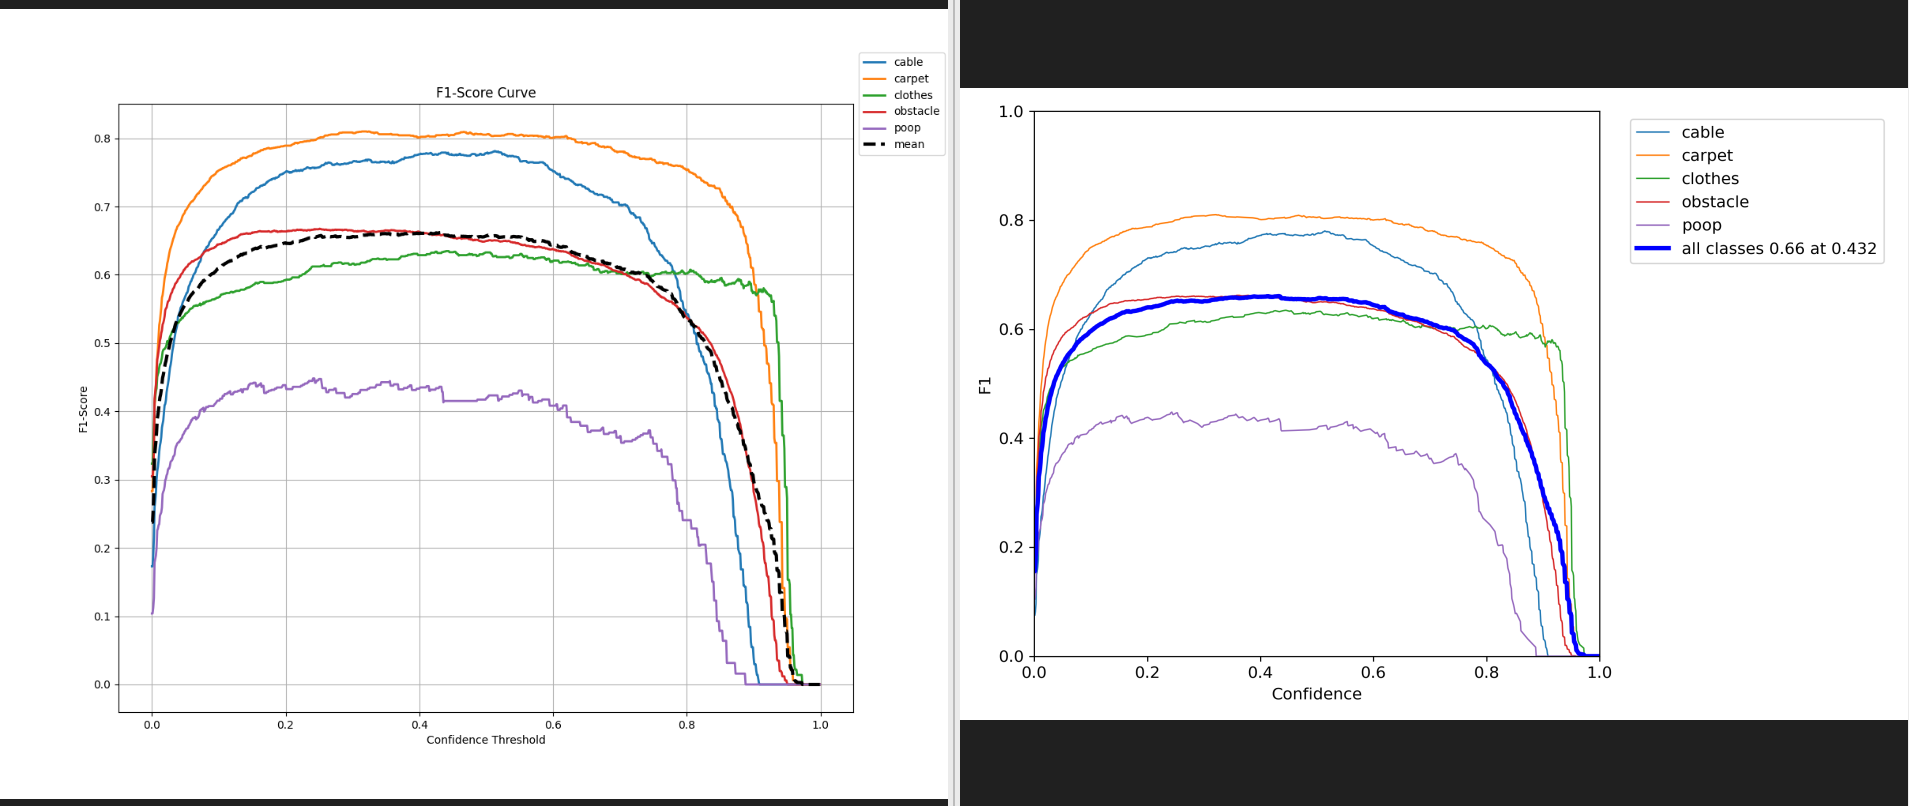 F1-Score Curve
cable
carpet
clothes
obstacle
poop
mean
F1-Score
0.8
0.7
0.6
0.5
0.4
0.3
0.2
0.1
0.0
0.0
0.2
0.4
0.6
0.8
1.0
Confidence Threshold
F1
1.0
0.8
0.6
0.4
0.2
0.0
0.0
0.2
0.4
0.6
0.8
1.0
Confidence
cable
carpet
clothes
obstacle
poop
all classes 0.66 at 0.432